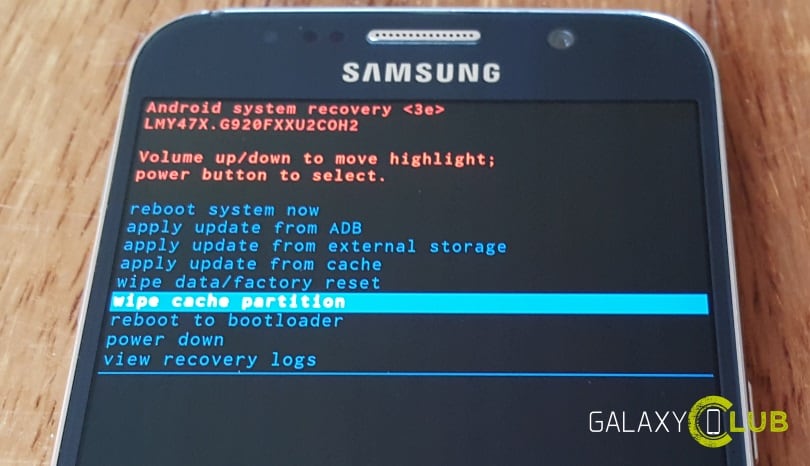 SAMSUNG
Android system recovery <3e>
LMY47X.G920FXXU2COH2
Volume up/down to move highlight;
power button to select.
reboot system now
apply update from ADB
apply update from external storage
apply update from cache
wipe data/factory reset
wipe cache partition
reboot to bootloader
power down
view recovery logs
GALAXY CLUB